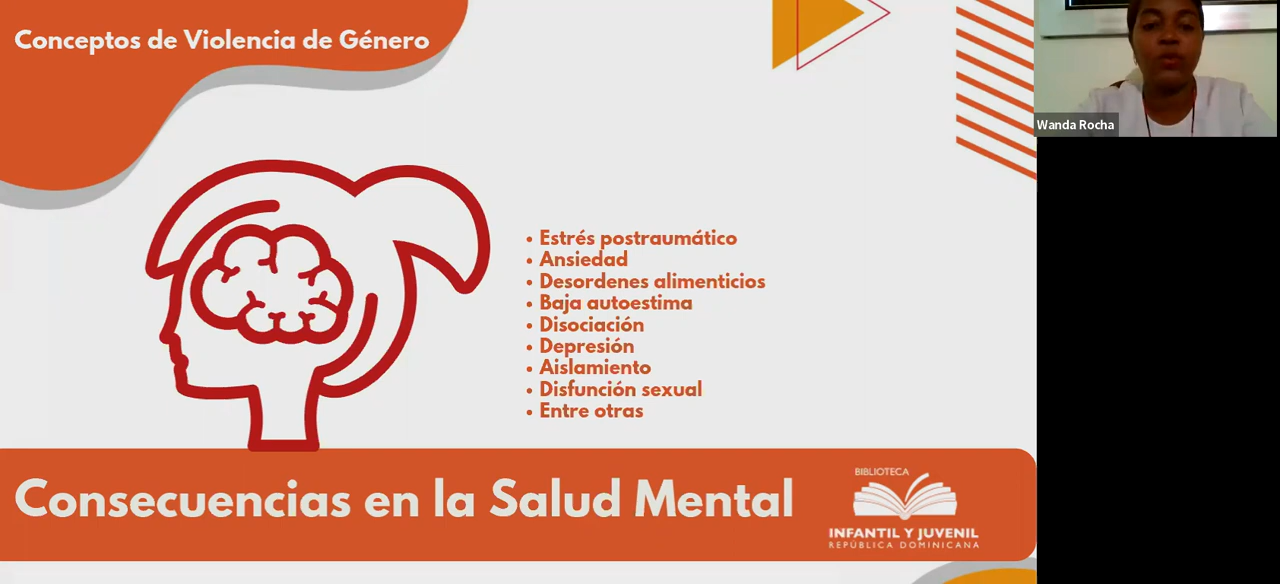 Conceptos de Violencia de Género
Wanda Rocha
• Estrés postraumático
• Ansiedad
• Desordenes alimenticios
• Baja autoestima
• Disociación
• Depresión
• Aislamiento
• Disfunción sexual
• Entre otras
Consecuencias en la Salud Mental
BIBLIOTECA
INFANTIL Y JUVENIL
REPÚBLICA DOMINICANA